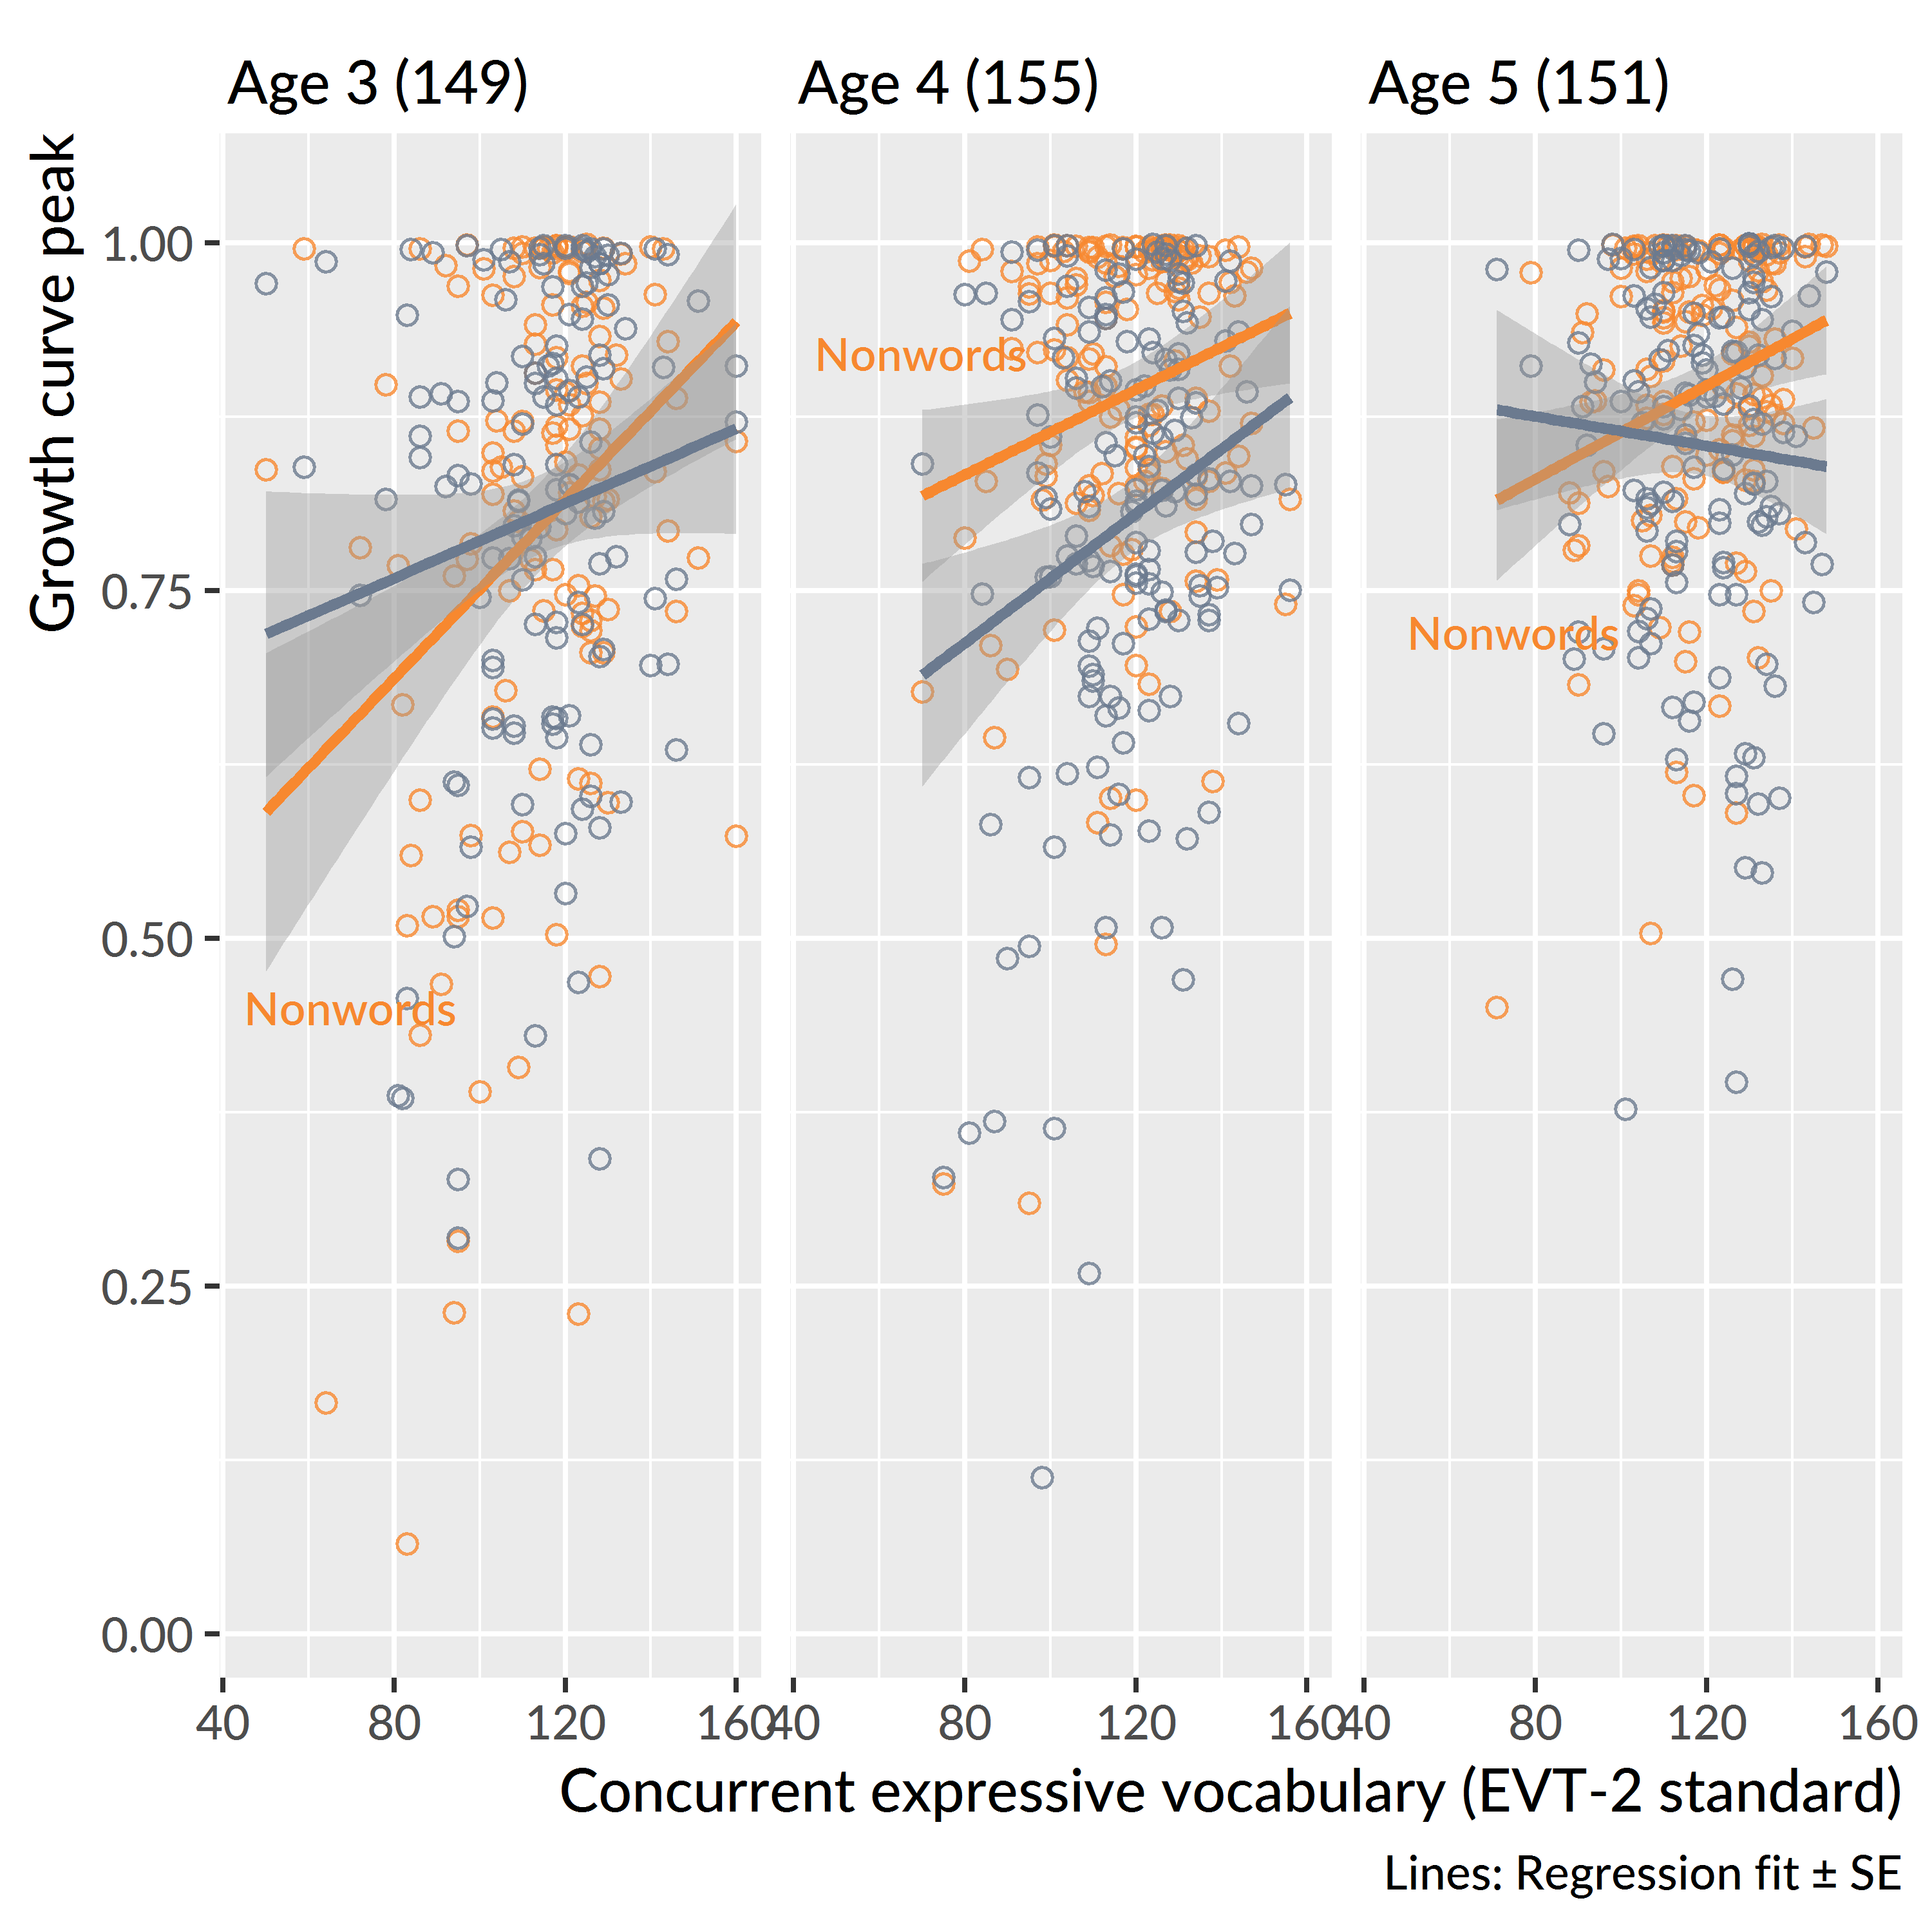 Age 3 (149)
Age 4 (155)
Age 5 (151)
Growth curve peak
1.00
0.75
0.50
0.25
0.00
Nonwords
Nonwords
Nonwords
40 80 120 160
40 80 120 160
40 80 120 160
Concurrent expressive vocabulary (EVT-2 standard)
Lines: Regression fit ± SE